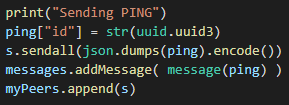 print("Sending PING")
ping["id"] = str(uuid.uuid3)
s.sendall(json.dumps(ping).encode())
messages.addMessage( message(ping) )
myPeers.append(s)